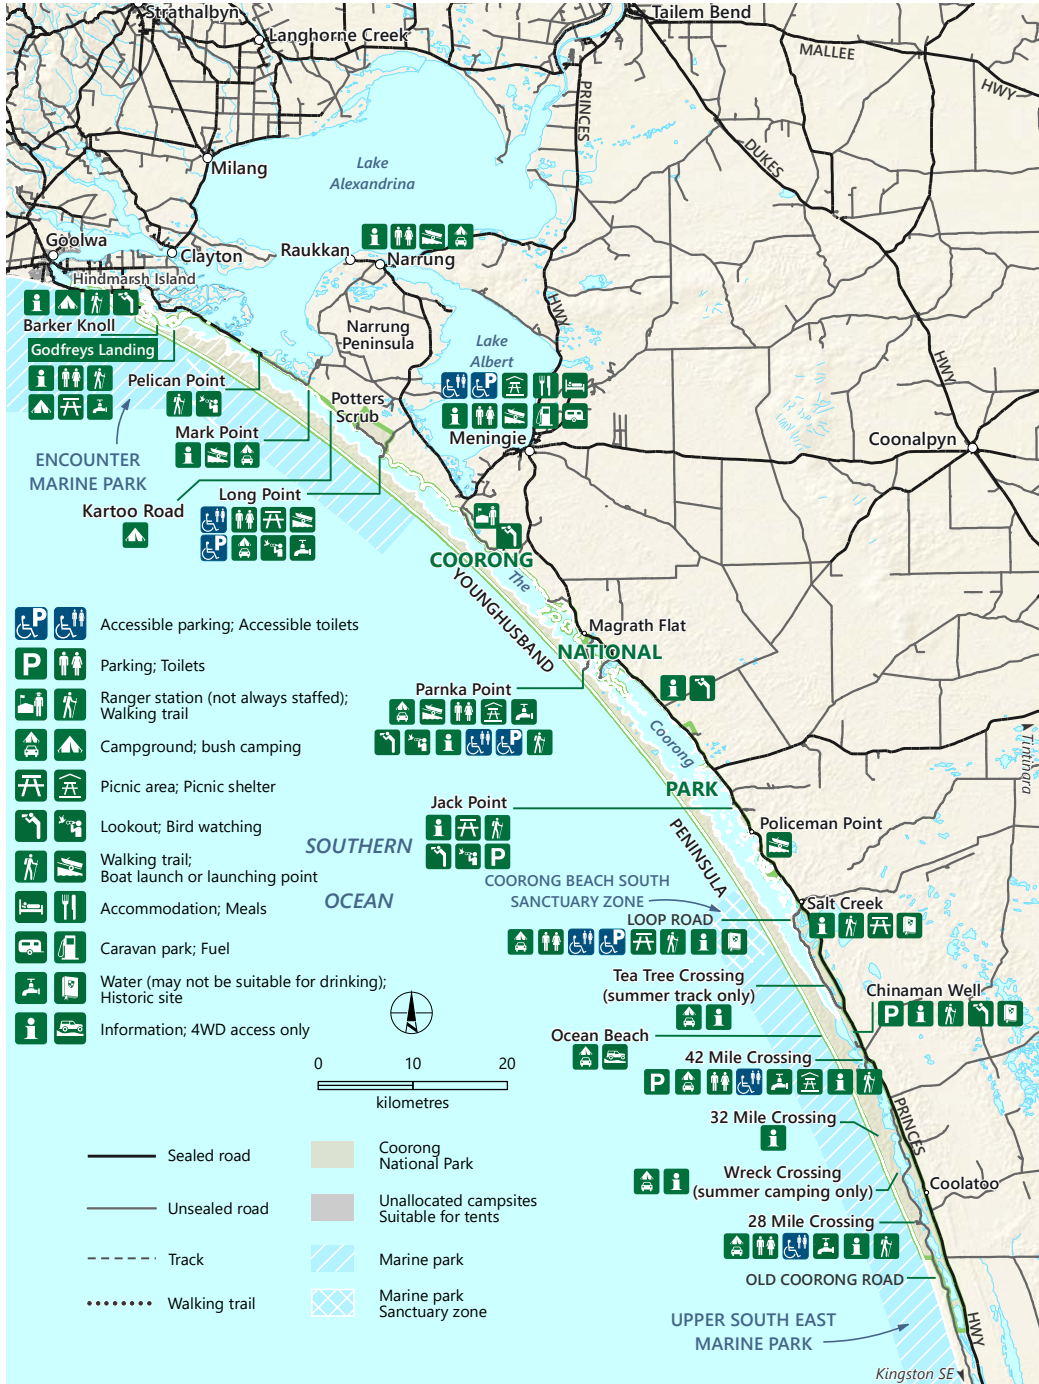 Strathalbyn
Langhorne Creek
Tailem Bend
MALLEE
HWY
PRINCES
DUKES
Lake
Alexandrina
Milang
Goolwa
Clayton
Raukkan
Narrung
Hindmarsh Island
Barker Knoll
Godfreys Landing
Narrung
Peninsula
HWY
Lake
Albert
HWY
Pelican Point
Potters
Scrub
Mark Point
Meningie
Coonalpyn
ENCOUNTER
MARINE PARK
Kartoo Road
Long Point
P
P
COORONG
The
YOUNGHUSBAND
Magrath Flat
NATIONAL
P
Accessible parking; Accessible toilets
P
Parking; Toilets
Ranger station (not always staffed);
Walking trail
Campground; bush camping
Picnic area; Picnic shelter
Lookout; Bird watching
Walking trail;
Boat launch or launching point
Accommodation; Meals
Caravan park; Fuel
Water (may not be suitable for drinking);
Historic site
Information; 4WD access only
Parnka Point
P
Coorong
Tintinara
PARK
Jack Point
P
Policeman Point
SOUTHERN
OCEAN
PENINSULA
COORONG BEACH SOUTH
SANCTUARY ZONE
LOOP ROAD
P
Salt Creek
Tea Tree Crossing
(summer track only)
Chinaman Well
P
Ocean Beach
42 Mile Crossing
P
PRINCES
32 Mile Crossing
Wreck Crossing
(summer camping only)
Coolatoo
28 Mile Crossing
OLD COORONG ROAD
UPPER SOUTH EAST
MARINE PARK
HWY
Kingston SE
0 10 20
kilometres
Sealed road
Unsealed road
Track
Walking trail
Coorong
National Park
Unallocated campsites
Suitable for tents
Marine park
Marine park
Sanctuary zone